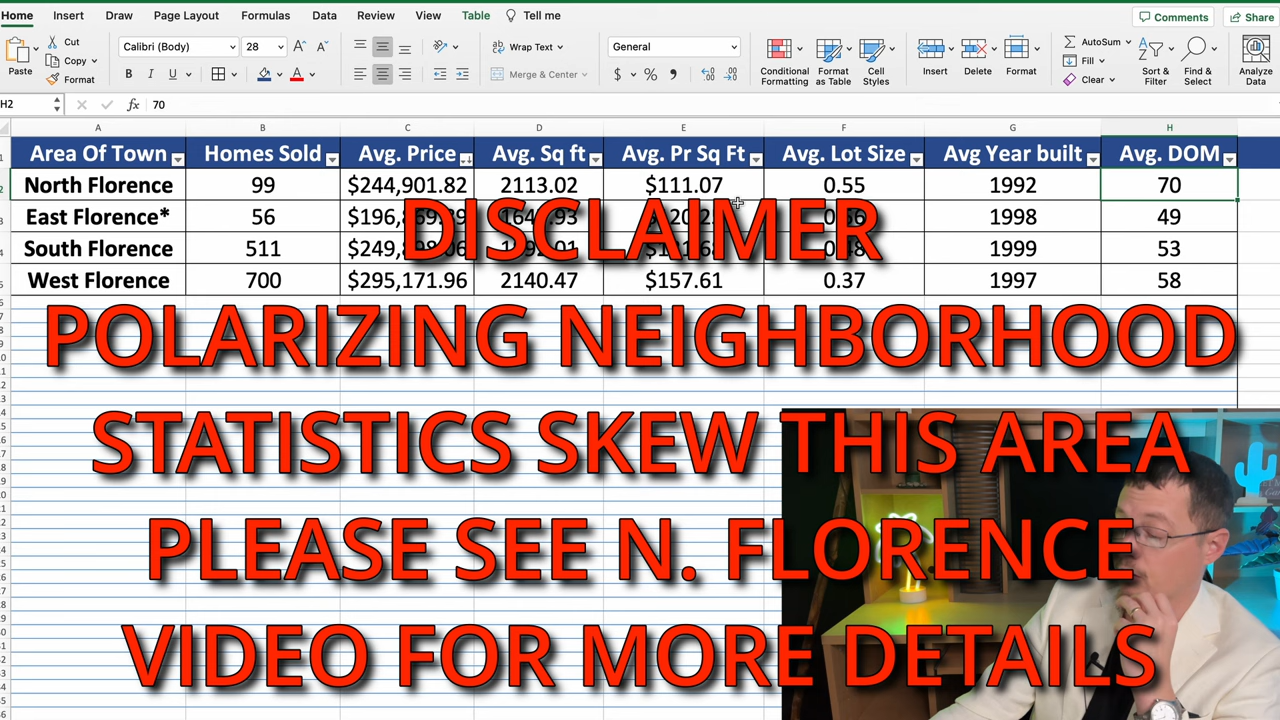 Home Insert Draw Page Layout Formulas Data Review View Table Tell me Comments Share
Cut
Calibri (Body) 28 Wrap Text General AutoSum
Copy Fill
Paste Format B I U Merge & Center $ % Conditional Formatting Format as Table Cell Styles Insert Delete Format Clear Sort & Filter Find & Select Analyze Data
H2 fx 70
A B C D E F G H
1 Area Of Town Homes Sold Avg. Price Avg. Sq ft Avg. Pr Sq Ft Avg. Lot Size Avg Year built Avg. DOM
North Florence 99 $244,901.82 2113.02 $111.07 0.55 1992 70
East Florence* 56 1998 49
South Florence 511 1999 53
West Florence 700 $295,171.96 2140.47 $157.61 0.37 1997 58
DISCLAIMER
POLARIZING NEIGHBORHOOD
STATISTICS SKEW THIS AREA
PLEASE SEE N. FLORENCE
VIDEO FOR MORE DETAILS